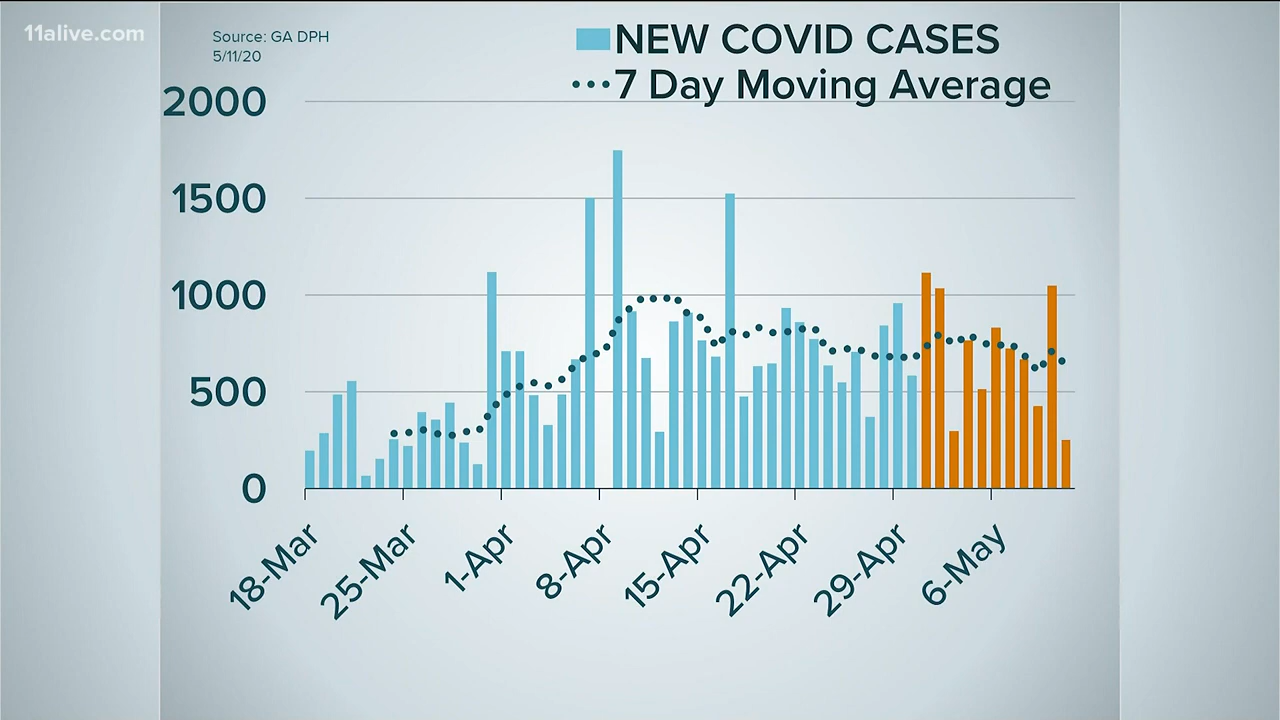 11alive.com
Source: GA DPH
5/11/20
NEW COVID CASES
7 Day Moving Average
2000
1500
1000
500
0
18-Mar
25-Mar
1-Apr
8-Apr
15-Apr
22-Apr
29-Apr
6-May